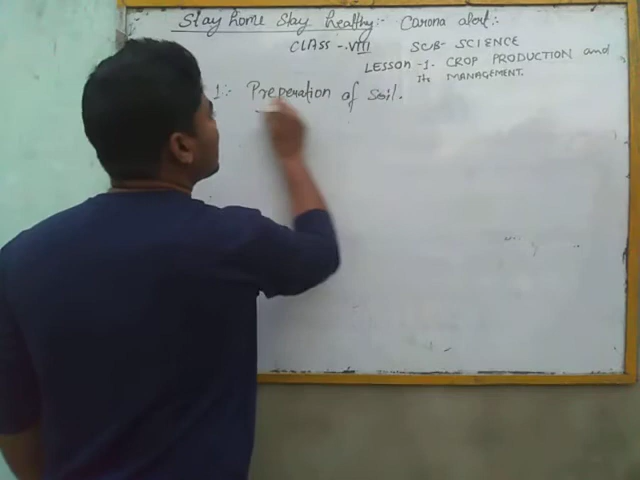 Stay home stay healthy:- Carona alert:-
CLASS -.VIII SUB- SCIENCE
LESSON -1. CROP PRODUCTION and
Its MANAGEMENT.
1:- Preperation of Soil.